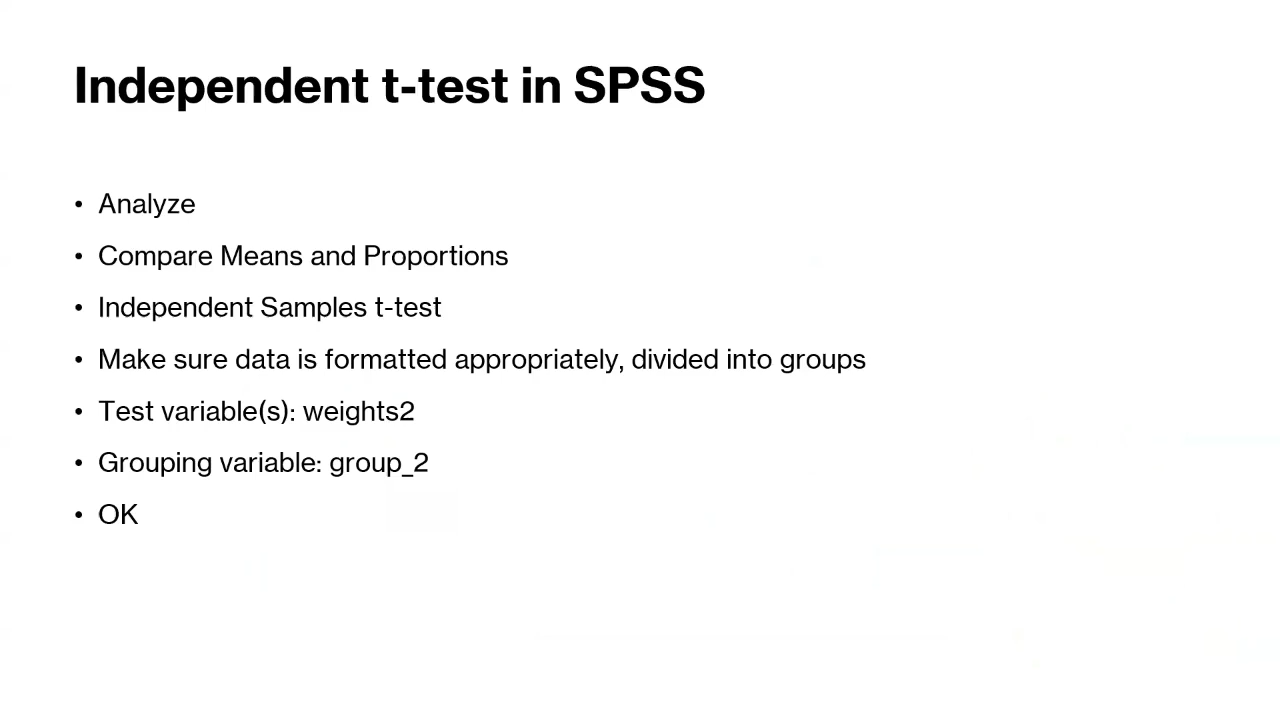 Independent t-test in SPSS
• Analyze
• Compare Means and Proportions
• Independent Samples t-test
• Make sure data is formatted appropriately, divided into groups
• Test variable(s): weights2
• Grouping variable: group_2
• OK